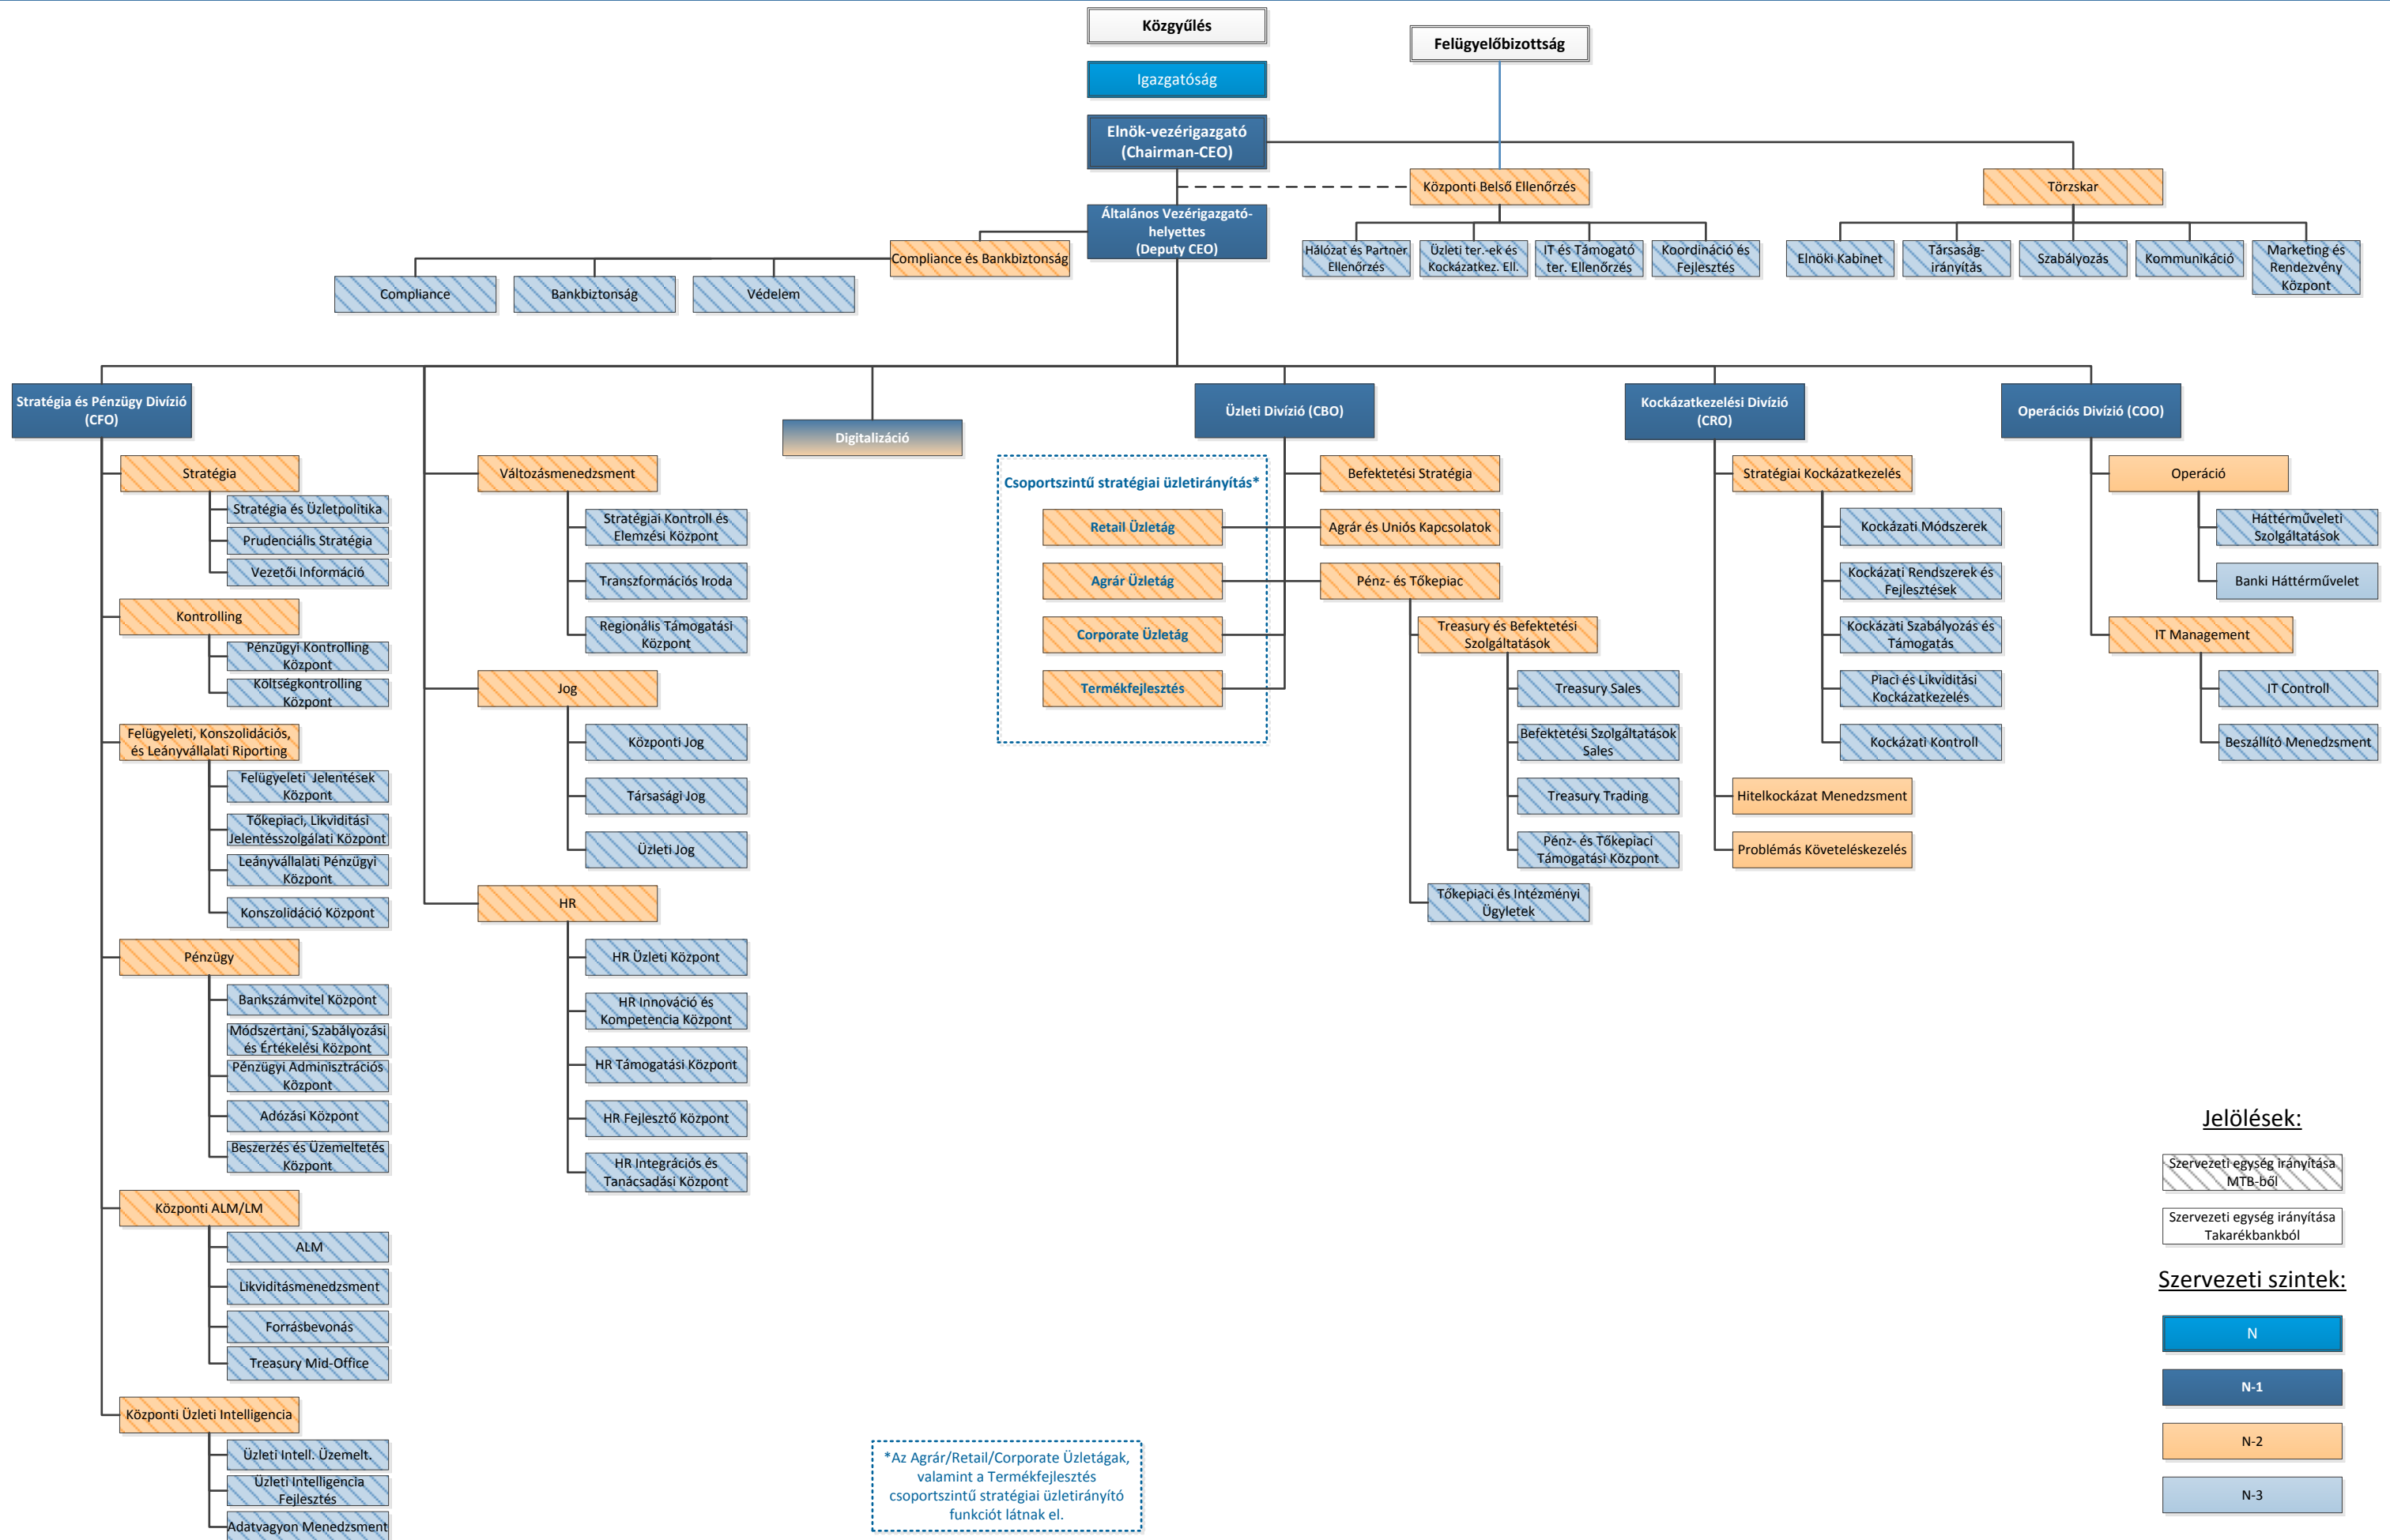 Közgyűlés
Felügyelőbizottság
Igazgatóság
Elnök-vezérigazgató
(Chairman-CEO)
Központi Belső Ellenőrzés
Törzskar
Általános Vezérigazgató-
helyettes
(Deputy CEO)
Compliance és Bankbiztonság
Compliance
Bankbiztonság
Védelem
Hálózat és Partner
Ellenőrzés
Üzleti ter.-ek és
Kockázatkez. Ell.
IT és Támogató
ter. Ellenőrzés
Koordináció és
Fejlesztés
Elnöki Kabinet
Társaság-
irányítás
Szabályozás
Kommunikáció
Marketing és
Rendezvény
Központ
Stratégia és Pénzügy Divízió
(CFO)
Stratégia
Stratégia és Üzletpolitika
Prudenciális Stratégia
Vezetői Információ
Kontrolling
Pénzügyi Kontrolling
Központ
Költségkontrolling
Központ
Felügyeleti, Konszolidációs,
és Leányvállalati Riporting
Felügyeleti Jelentések
Központ
Tőkepiaci, Likviditási
Jelentésszolgálati Központ
Leányvállalati Pénzügyi
Központ
Konszolidáció Központ
Pénzügy
Bankszámvitel Központ
Módszertani, Szabályozási
és Értékelési Központ
Pénzügyi Adminisztrációs
Központ
Adózási Központ
Beszerzés és Üzemeltetés
Központ
Központi ALM/LM
ALM
Likviditásmenedzsment
Forrásbevonás
Treasury Mid-Office
Központi Üzleti Intelligencia
Üzleti Intell. Üzemelt.
Üzleti Intelligencia
Fejlesztés
Adatvagyon Menedzsment
Változásmenedzsment
Stratégiai Kontroll és
Elemzési Központ
Transzformációs Iroda
Regionális Támogatási
Központ
Jog
Központi Jog
Társasági Jog
Üzleti Jog
HR
HR Üzleti Központ
HR Innováció és
Kompetencia Központ
HR Támogatási Központ
HR Fejlesztő Központ
HR Integrációs és
Tanácsadási Központ
Digitalizáció
Üzleti Divízió (CBO)
Csoportszintű stratégiai üzletirányítás*
Retail Üzletág
Agrár Üzletág
Corporate Üzletág
Termékfejlesztés
Befektetési Stratégia
Agrár és Uniós Kapcsolatok
Pénz- és Tőkepiac
Treasury és Befektetési
Szolgáltatások
Treasury Sales
Befektetési Szolgáltatások
Sales
Treasury Trading
Pénz- és Tőkepiaci
Támogatási Központ
Tőkepiaci és Intézményi
Ügyletek
Kockázatkezelési Divízió
(CRO)
Stratégiai Kockázatkezelés
Kockázati Módszerek
Kockázati Rendszerek és
Fejlesztések
Kockázati Szabályozás és
Támogatás
Piaci és Likviditási
Kockázatkezelés
Kockázati Kontroll
Hitelkockázat Menedzsment
Problémás Követeléskezelés
Operációs Divízió (COO)
Operáció
Háttérműveleti
Szolgáltatások
Banki Háttérművelet
IT Management
IT Controll
Beszállító Menedzsment
*Az Agrár/Retail/Corporate Üzletágak,
valamint a Termékfejlesztés
csoportszintű stratégiai üzletirányító
funkciót látnak el.
Jelölések:
Szervezeti egység irányítása
MTB-ből
Szervezeti egység irányítása
Takarékbankból
Szervezeti szintek:
N
N-1
N-2
N-3